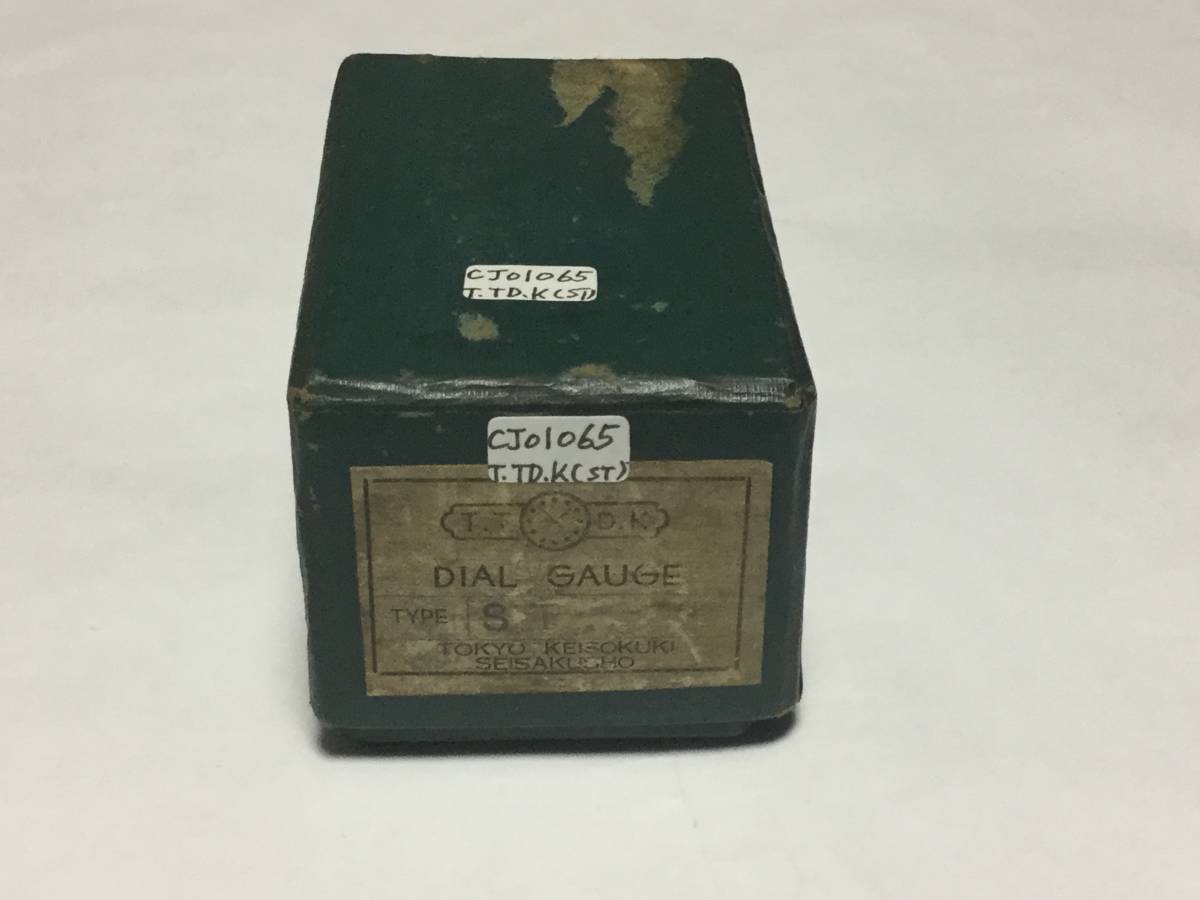 CJ01065
T.TD.K(ST)
CJ01065
T.TD.K(ST)
T.T D.K
DIAL GAUGE
TYPE S T
TOKYO KEISOKUKI
SEISAKUSHO